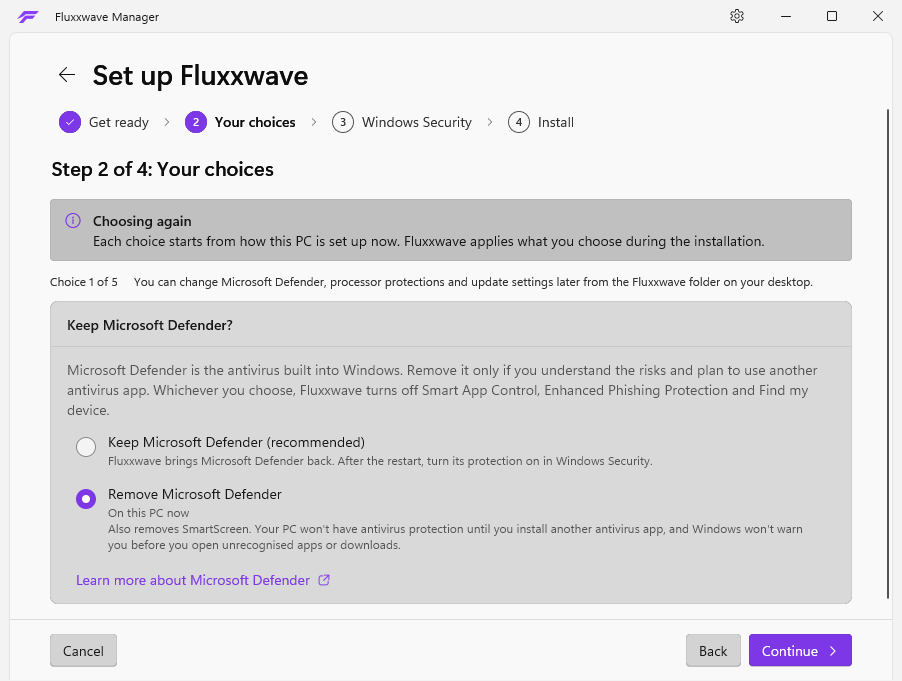 Fluxxwave Manager
Set up Fluxxwave
Get ready
2 Your choices
3 Windows Security
4 Install
Step 2 of 4: Your choices
Choosing again
Each choice starts from how this PC is set up now. Fluxxwave applies what you choose during the installation.
Choice 1 of 5 You can change Microsoft Defender, processor protections and update settings later from the Fluxxwave folder on your desktop.
Keep Microsoft Defender?
Microsoft Defender is the antivirus built into Windows. Remove it only if you understand the risks and plan to use another
antivirus app. Whichever you choose, Fluxxwave turns off Smart App Control, Enhanced Phishing Protection and Find my
device.
Keep Microsoft Defender (recommended)
Fluxxwave brings Microsoft Defender back. After the restart, turn its protection on in Windows Security.
Remove Microsoft Defender
On this PC now
Also removes SmartScreen. Your PC won't have antivirus protection until you install another antivirus app, and Windows won't warn
you before you open unrecognised apps or downloads.
Learn more about Microsoft Defender
Cancel
Back
Continue